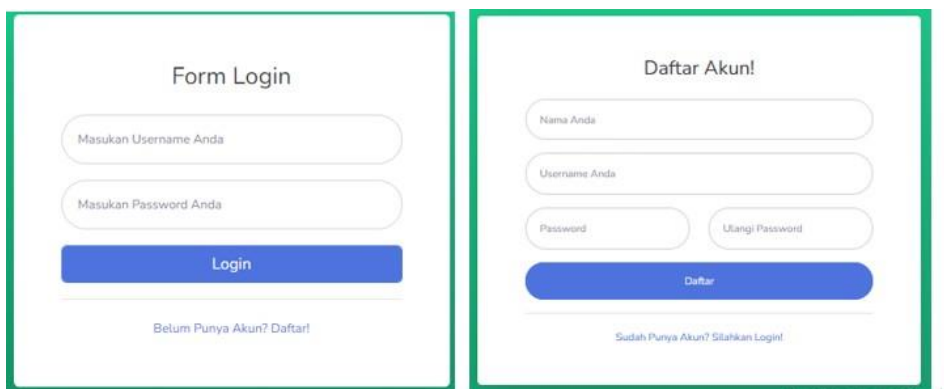 Form Login
Masukan Username Anda
Masukan Password Anda
Login
Belum Punya Akun? Daftar!
Daftar Akun!
Nama Anda
Username Anda
Password
Ulangi Password
Daftar
Sudah Punya Akun? Silahkan Login!